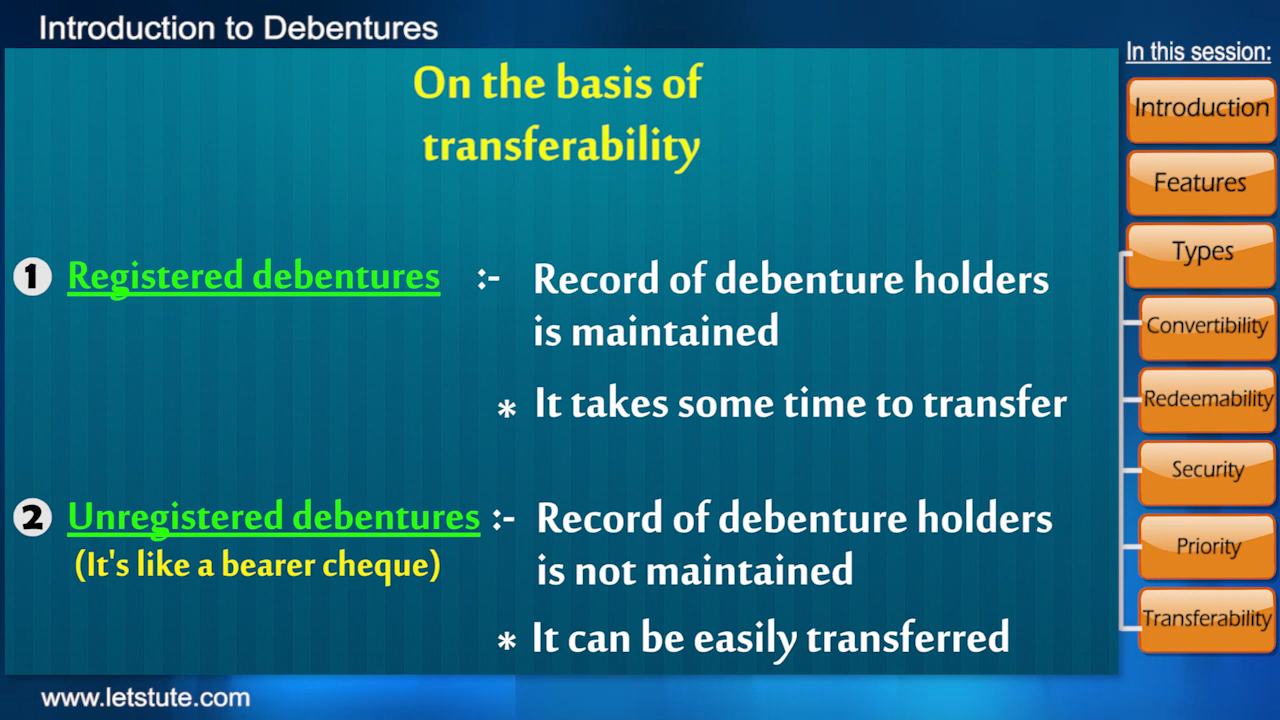 Introduction to Debentures
In this session:
On the basis of
transferability
1 Registered debentures :- Record of debenture holders
is maintained
* It takes some time to transfer
2 Unregistered debentures :- Record of debenture holders
(It's like a bearer cheque)
is not maintained
* It can be easily transferred
Introduction
Features
Types
Convertibility
Redeemability
Security
Priority
Transferability
www.letstute.com